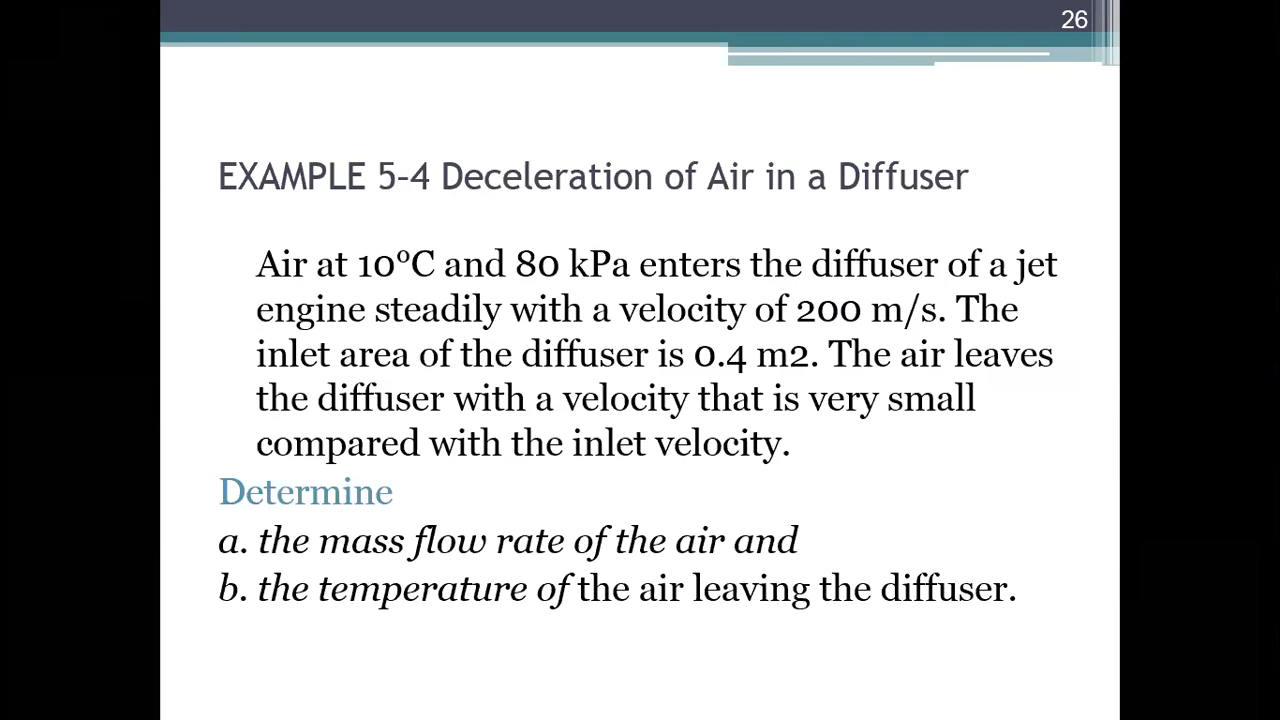 26
EXAMPLE 5-4 Deceleration of Air in a Diffuser
Air at 10°C and 80 kPa enters the diffuser of a jet
engine steadily with a velocity of 200 m/s. The
inlet area of the diffuser is 0.4 m2. The air leaves
the diffuser with a velocity that is very small
compared with the inlet velocity.
Determine
a. the mass flow rate of the air and
b. the temperature of the air leaving the diffuser.